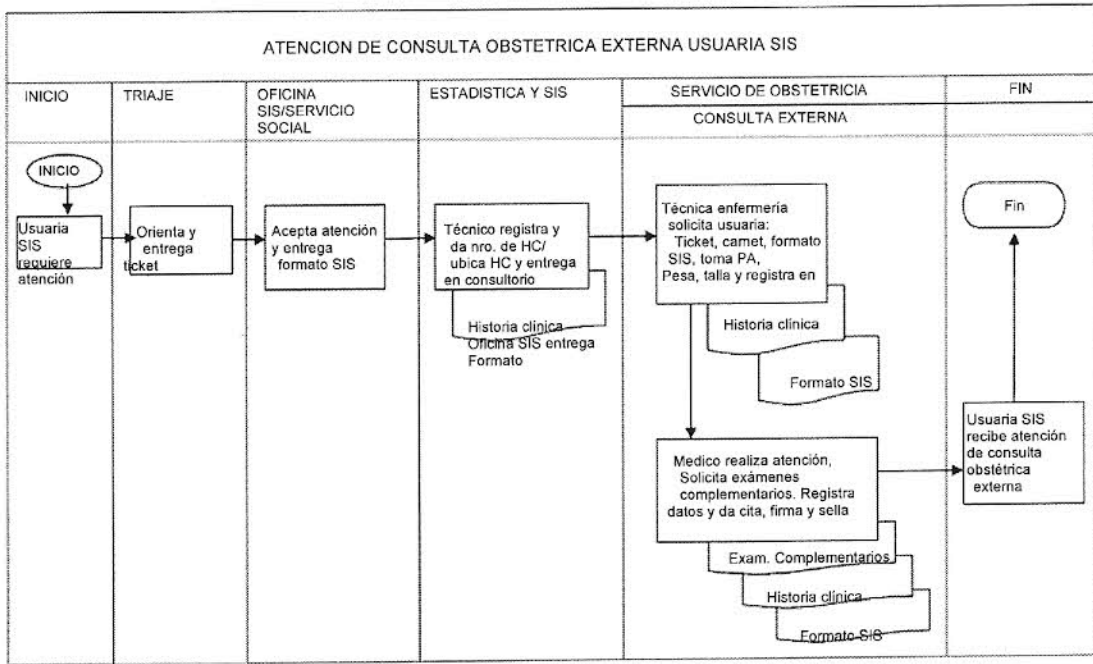 ATENCION DE CONSULTA OBSTETRICA EXTERNA USUARIA SIS
INICIO
TRIAJE
OFICINA
SIS/SERVICIO
SOCIAL
ESTADISTICA Y SIS
SERVICIO DE OBSTETRICIA
CONSULTA EXTERNA
FIN
INICIO
Usuaria
SIS
requiere
atención
Orienta y
entrega
ticket
Acepta atención
y entrega
formato SIS
Técnico registra y
da nro. de HC/
ubica HC y entrega
en consultorio
Historia clínica
Oficina SIS entrega
Formato
Técnica enfermería
solicita usuaria:
Ticket, carnet, formato
SIS, toma PA,
Pesa, talla y registra en
Historia clínica
Formato SIS
Medico realiza atención,
Solicita exámenes
complementarios. Registra
datos y da cita, firma y sella
Exam. Complementarios
Historia clínica
Formato SIS
Usuaria SIS
recibe atención
de consulta
obstétrica
externa
Fin